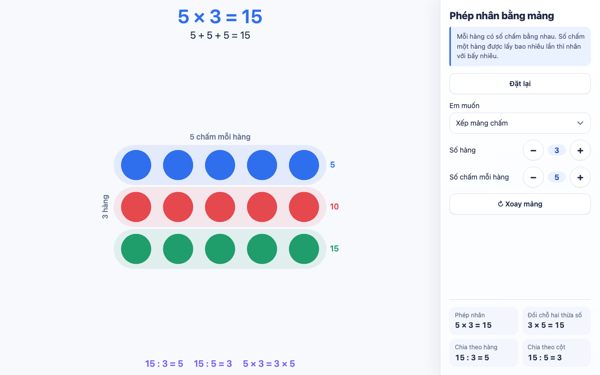 5 × 3 = 15
5 + 5 + 5 = 15
5 chấm mỗi hàng
3 hàng
5
10
15
15 : 3 = 5 15 : 5 = 3 5 × 3 = 3 × 5
Phép nhân bằng mảng
Mỗi hàng có số chấm bằng nhau. Số chấm
một hàng được lấy bao nhiêu lần thì nhân
với bấy nhiêu.
Đặt lại
Em muốn
Xếp mảng chấm
Số hàng − 3 +
Số chấm mỗi hàng − 5 +
↻ Xoay mảng
Phép nhân
5 × 3 = 15
Đổi chỗ hai thừa số
3 × 5 = 15
Chia theo hàng
15 : 3 = 5
Chia theo cột
15 : 5 = 3